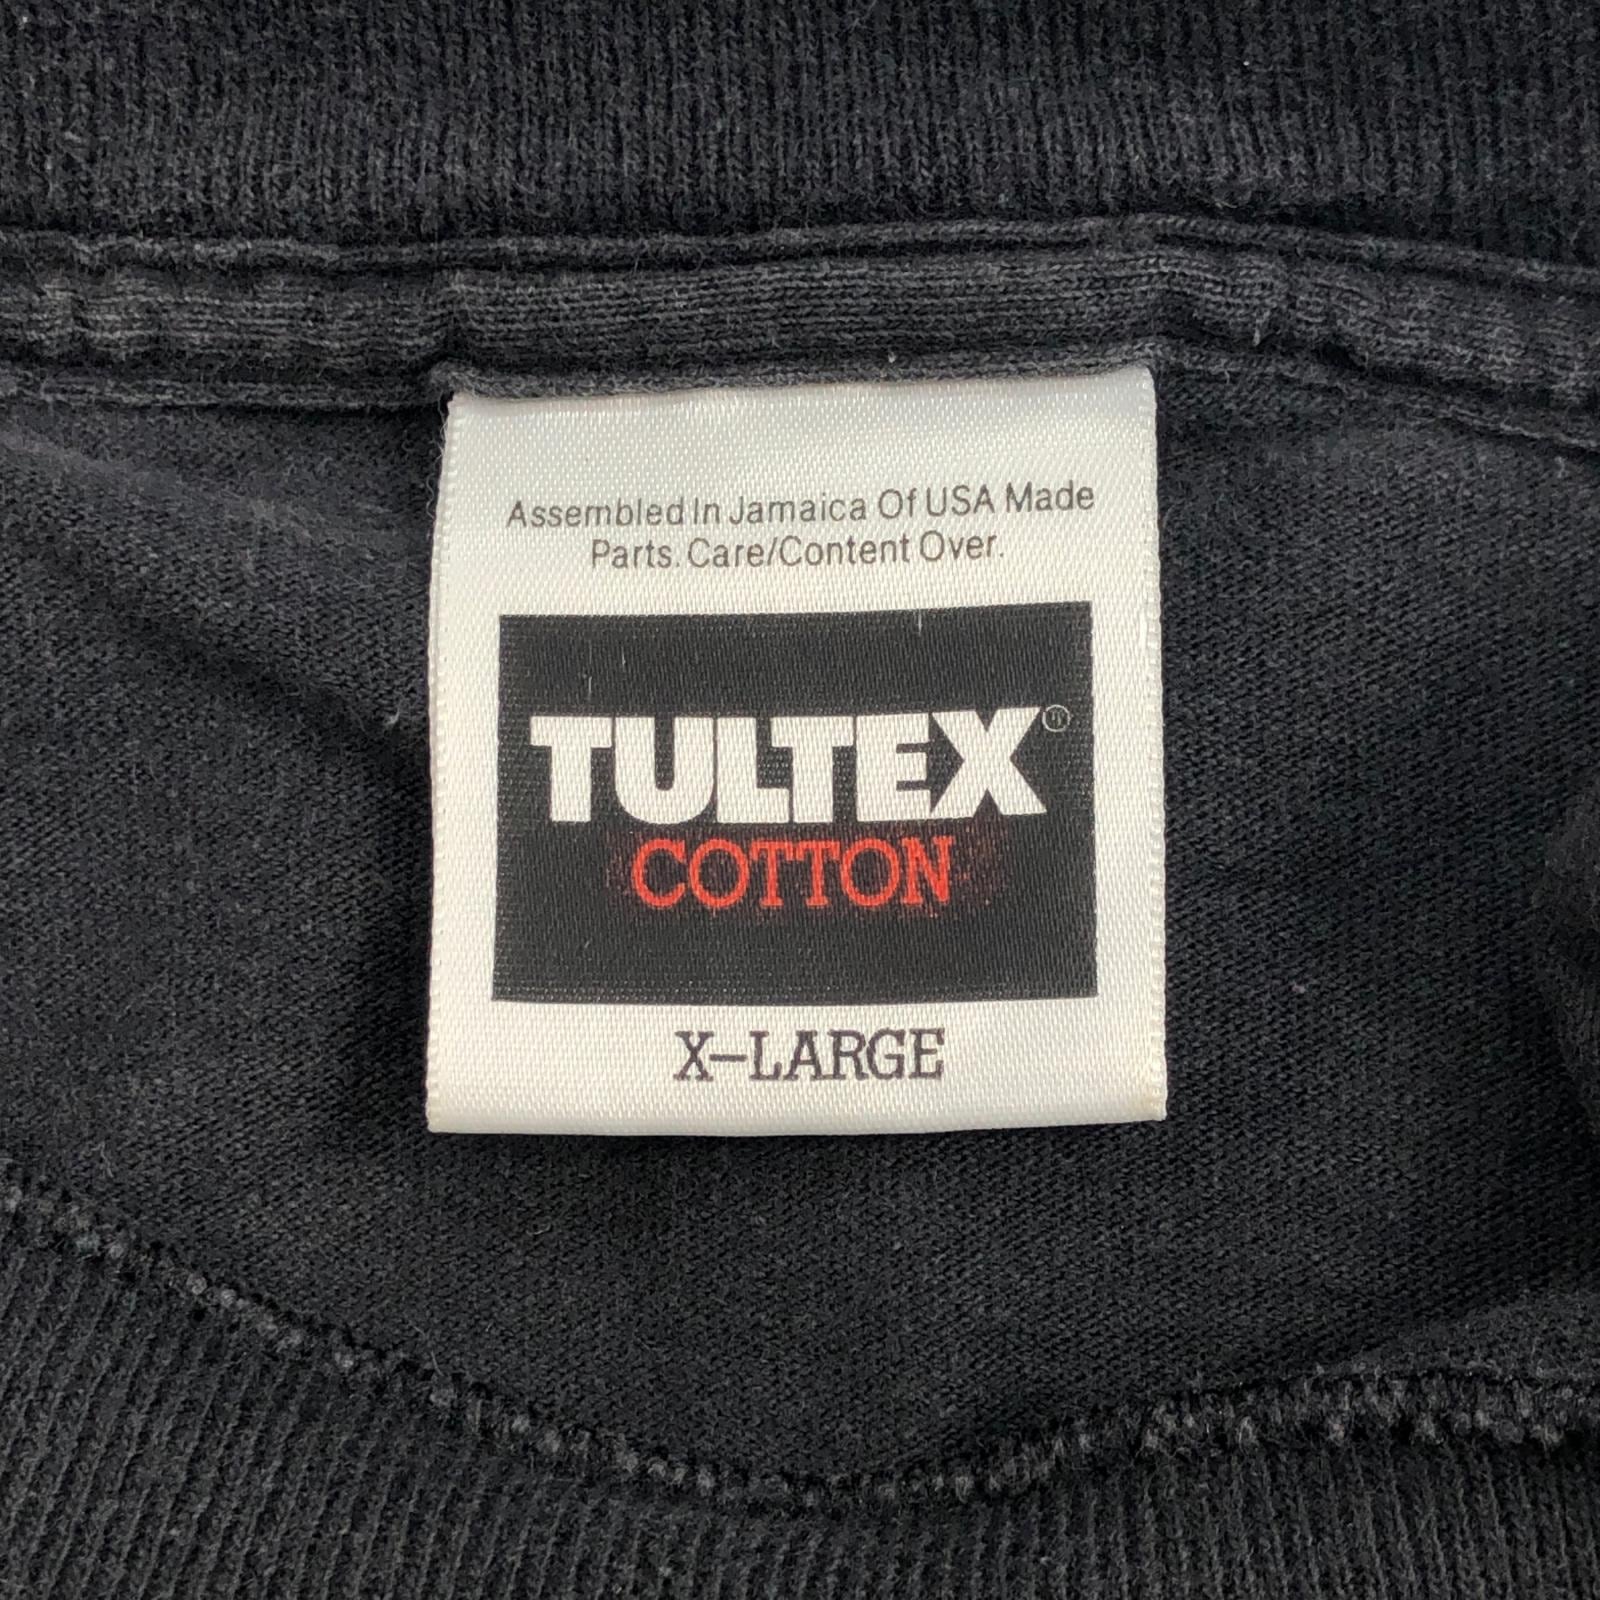 Assembled In Jamaica Of USA Made
Parts. Care/Content Over.
TULTEX®
COTTON
X-LARGE